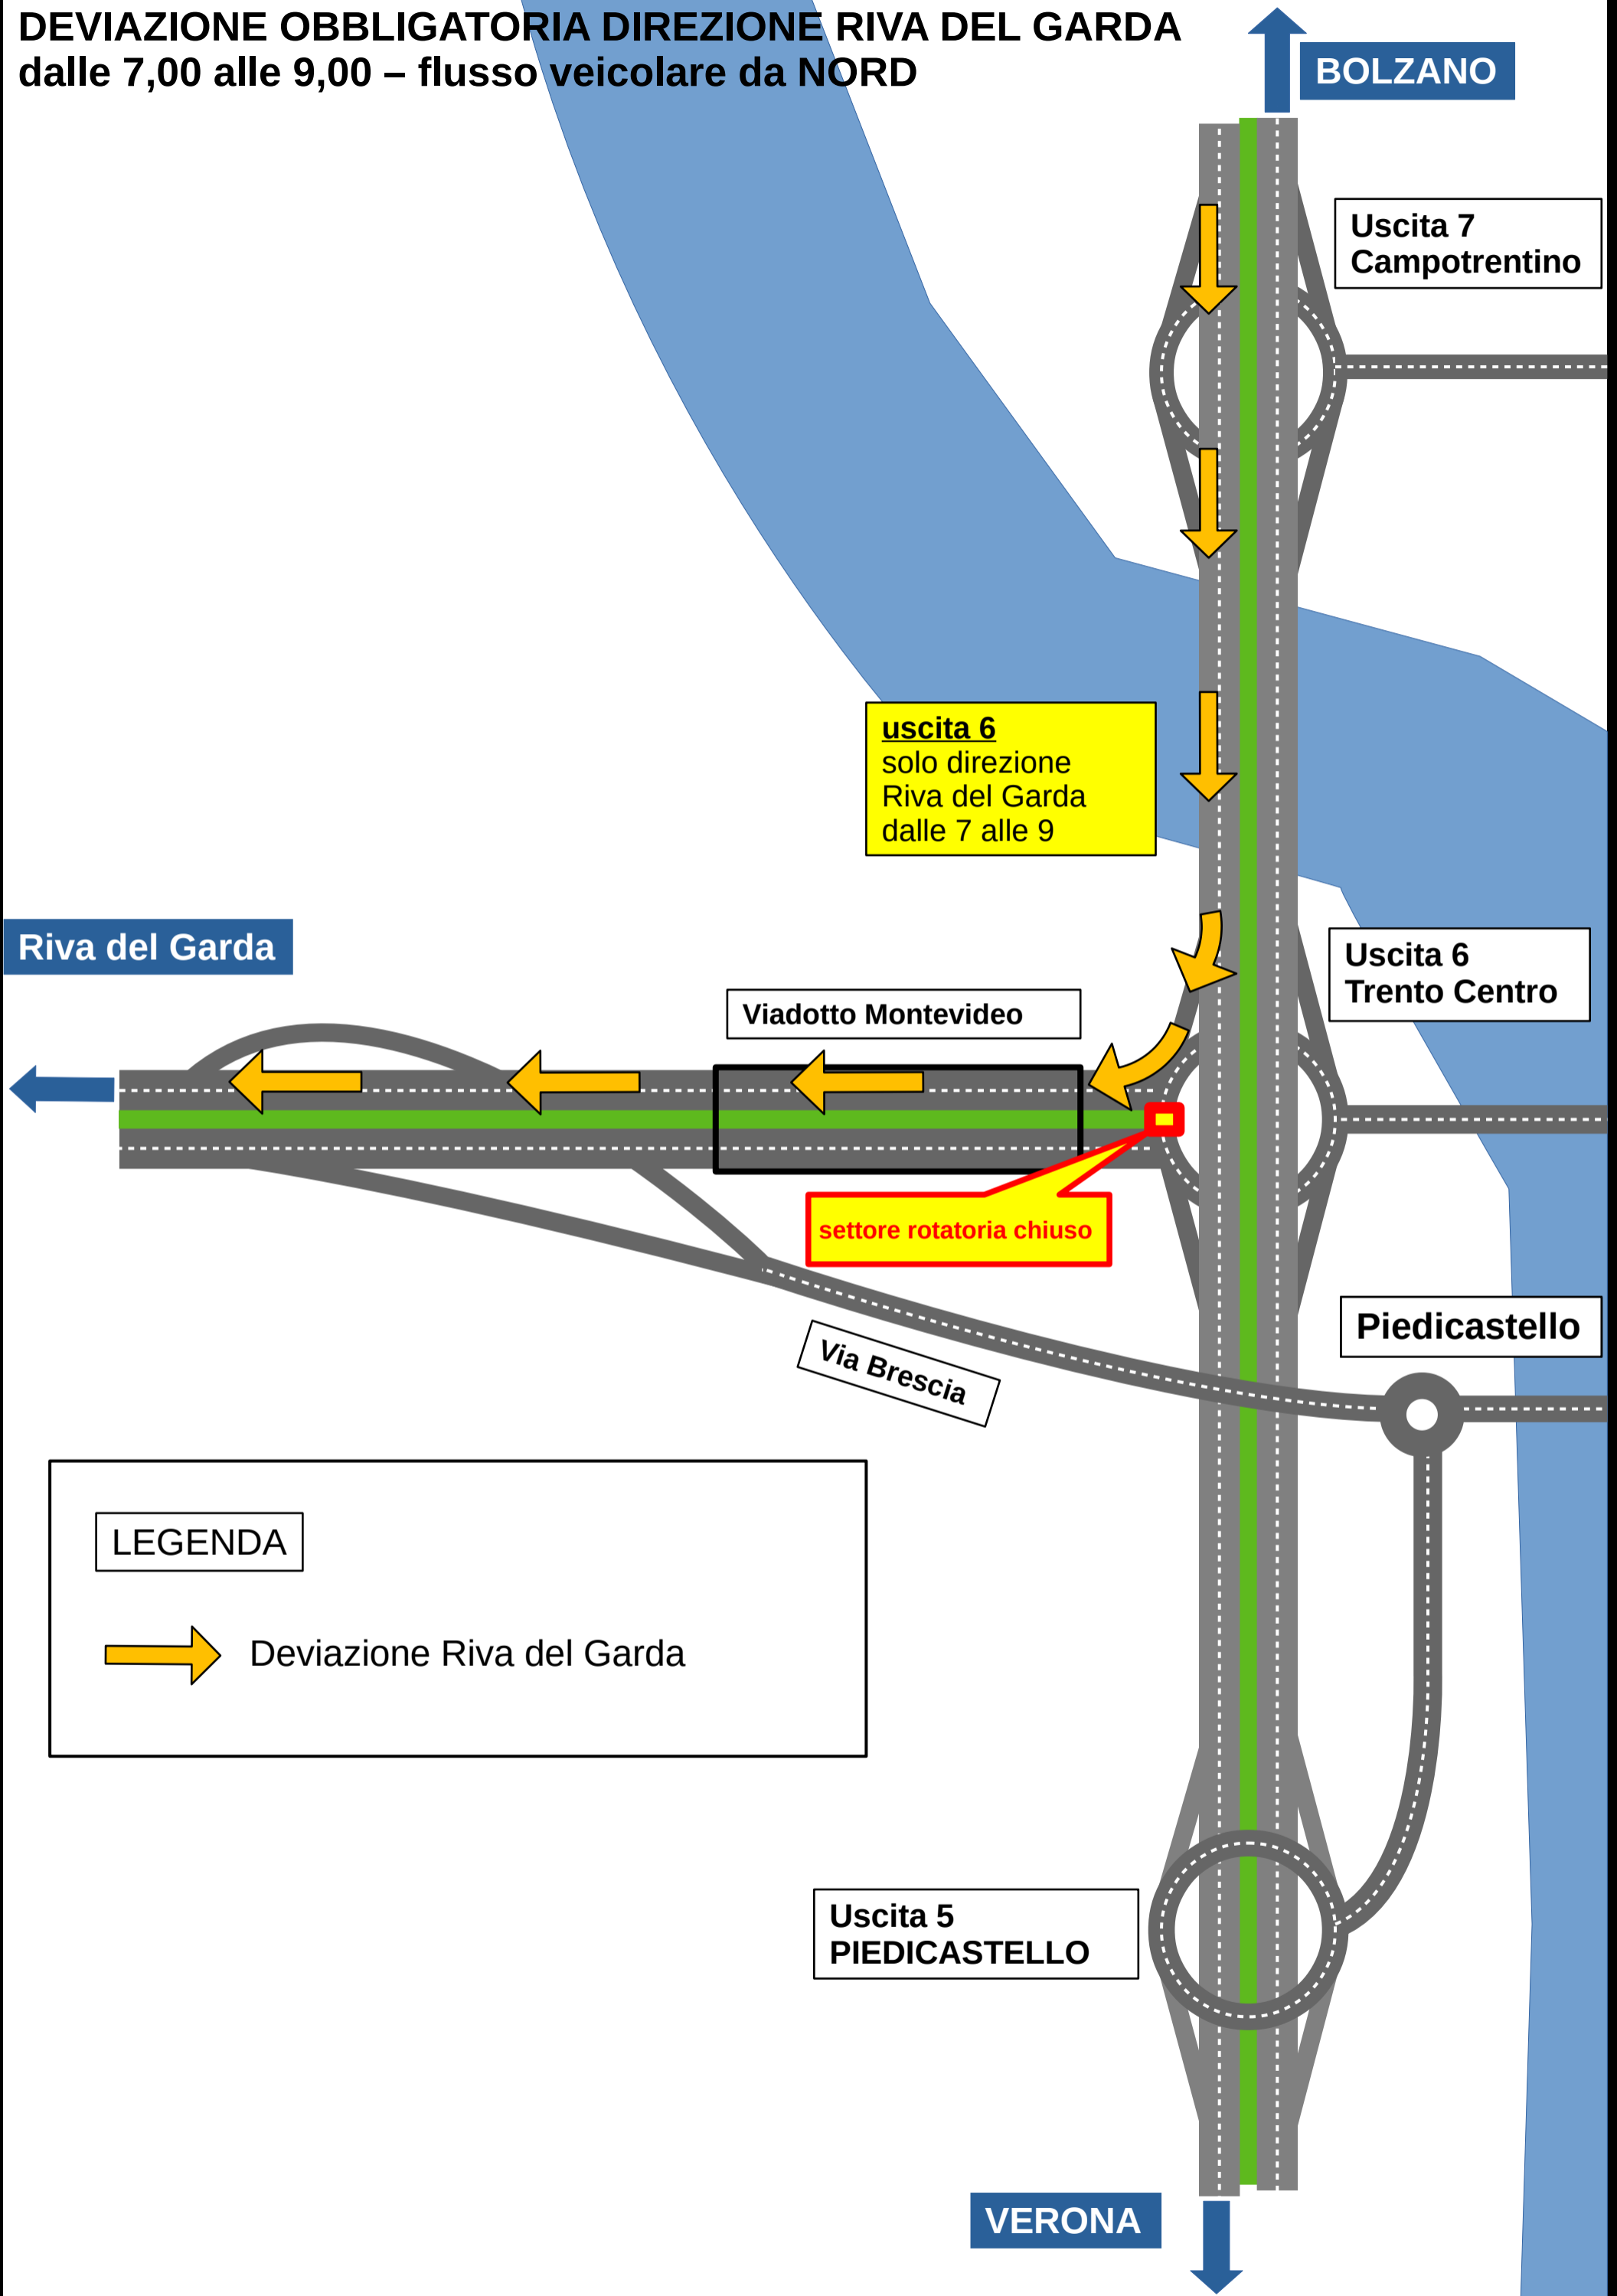 DEVIAZIONE OBBLIGATORIA DIREZIONE RIVA DEL GARDA
dalle 7,00 alle 9,00 – flusso veicolare da NORD
BOLZANO
Uscita 7
Campotrentino
uscita 6
solo direzione
Riva del Garda
dalle 7 alle 9
Riva del Garda
Uscita 6
Trento Centro
Viadotto Montevideo
settore rotatoria chiuso
Piedicastello
Via Brescia
LEGENDA
Deviazione Riva del Garda
Uscita 5
PIEDICASTELLO
VERONA